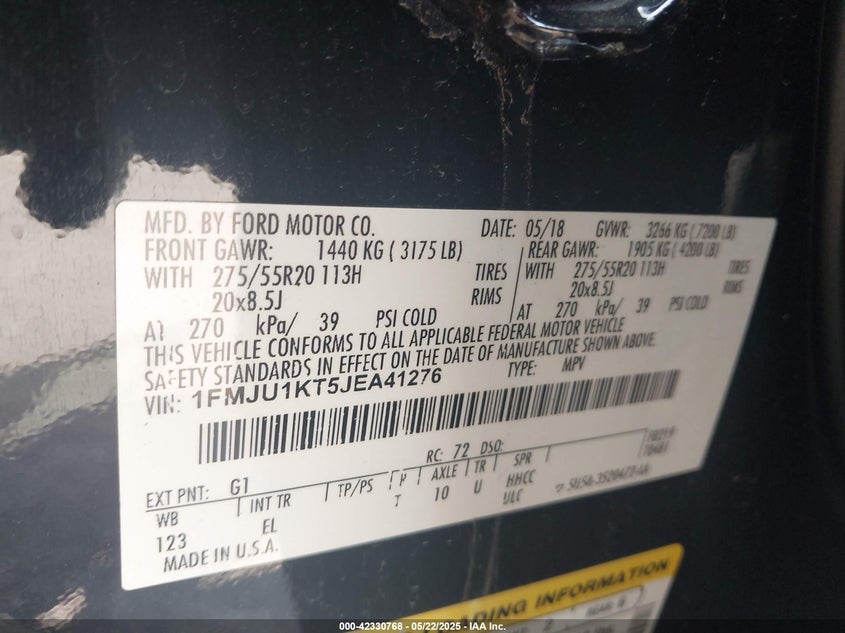 MFD. BY FORD MOTOR CO. DATE: 05/18 GVWR: 3266 KG ( 7200 LB)
FRONT GAWR: 1440 KG ( 3175 LB) REAR GAWR: 1905 KG ( 4200 LB)
WITH 275/55R20 113H TIRES WITH 275/55R20 113H TIRES
20x8.5J RIMS 20x8.5J RIMS
AT 270 kPa/ 39 PSI COLD AT 270 kPa/ 39 PSI COLD
THIS VEHICLE CONFORMS TO ALL APPLICABLE FEDERAL MOTOR VEHICLE
SAFETY STANDARDS IN EFFECT ON THE DATE OF MANUFACTURE SHOWN ABOVE.
VIN: 1FMJU1KT5JEA41276 TYPE: MPV
RC: 72 DSO:
EXT PNT: G1
WB INT TR TP/PS R AXLE TR SPR
123 EL T 10 U HHCC
ULC
MADE IN U.S.A.
LOADING INFORMATION
000-42330768 - 05/22/2025 - IAA Inc.